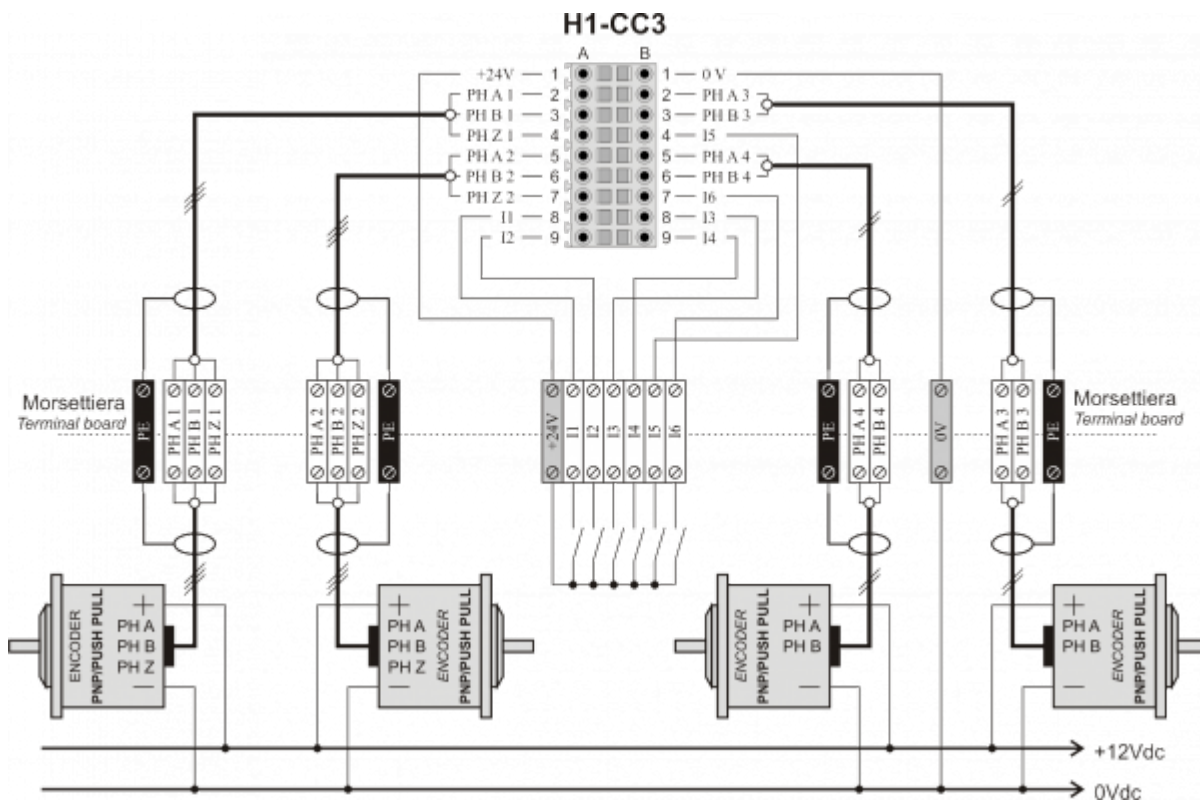 H1-CC3
A B
+24V 1 1 0 V
PH A 1 2 2 PH A 3
PH B 1 3 3 PH B 3
PH Z 1 4 4 I5
PH A 2 5 5 PH A 4
PH B 2 6 6 PH B 4
PH Z 2 7 7 I6
I1 8 8 I3
I2 9 9 I4
Morsettiera
Terminal board
PE
PH A 1
PH B 1
PH Z 1
PH A 2
PH B 2
PH Z 2
PE
+24V
I1
I2
I3
I4
I5
I6
PE
PH A 4
PH B 4
0V
PH A 3
PH B 3
PE
Morsettiera
Terminal board
ENCODER
PNP/PUSH PULL
+
PH A
PH B
PH Z
—
+
PH A
PH B
PH Z
—
ENCODER
PNP/PUSH PULL
ENCODER
PNP/PUSH PULL
+
PH A
PH B
—
+
PH A
PH B
—
ENCODER
PNP/PUSH PULL
+12Vdc
0Vdc